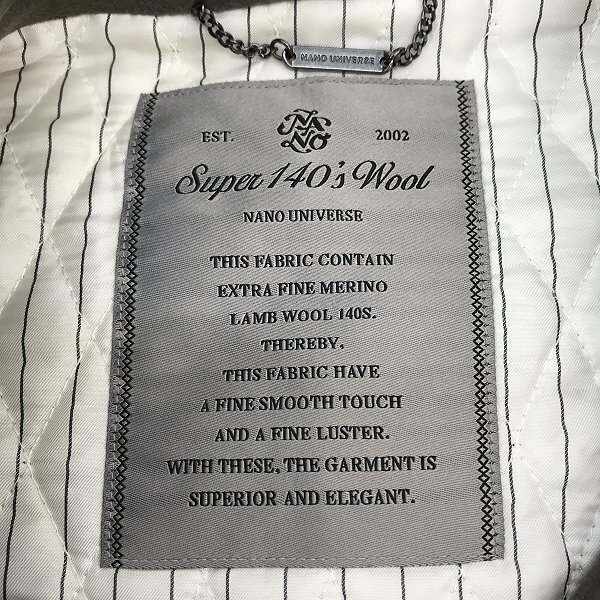 NANO UNIVERSE
NANO
EST. 2002
Super 140's Wool
NANO UNIVERSE
THIS FABRIC CONTAIN
EXTRA FINE MERINO
LAMB WOOL 140S.
THEREBY,
THIS FABRIC HAVE
A FINE SMOOTH TOUCH
AND A FINE LUSTER.
WITH THESE, THE GARMENT IS
SUPERIOR AND ELEGANT.